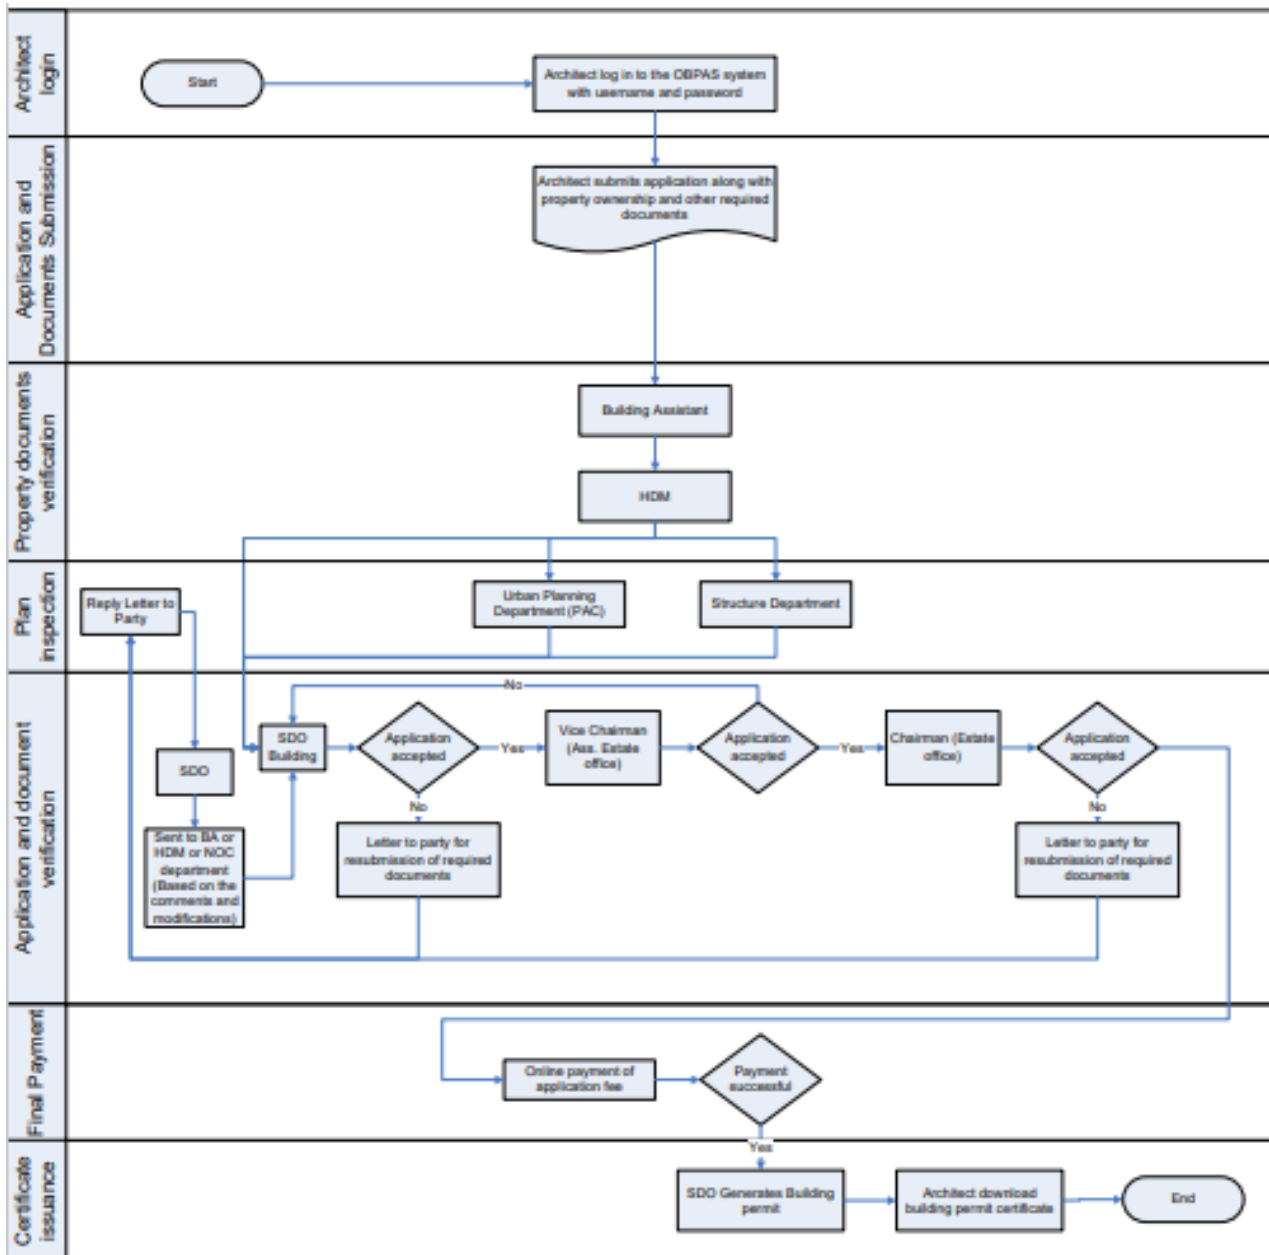 Architect
login
Start
Architect log in to the OBPAS system
with username and password
Application and
Documents Submission
Architect submits application along with
property ownership and other required
documents
Property documents
verification
Building Assistant
HDM
Plan
inspection
Reply Letter to
Party
Urban Planning
Department (PAC)
Structure Department
Application and document
verification
No
SDO
Building
Application
accepted
Yes
Vice Chairman
(Ass. Estate
office)
Application
accepted
Yes
Chairman (Estate
office)
Application
accepted
SDO
No
No
Sent to BA or
HDM or NOC
department
(Based on the
comments and
modifications)
Letter to party for
resubmission of required
documents
Letter to party for
resubmission of required
documents
Final Payment
Online payment of
application fee
Payment
successful
Yes
Certificate
issuance
SDO Generates Building
permit
Architect download
building permit certificate
End